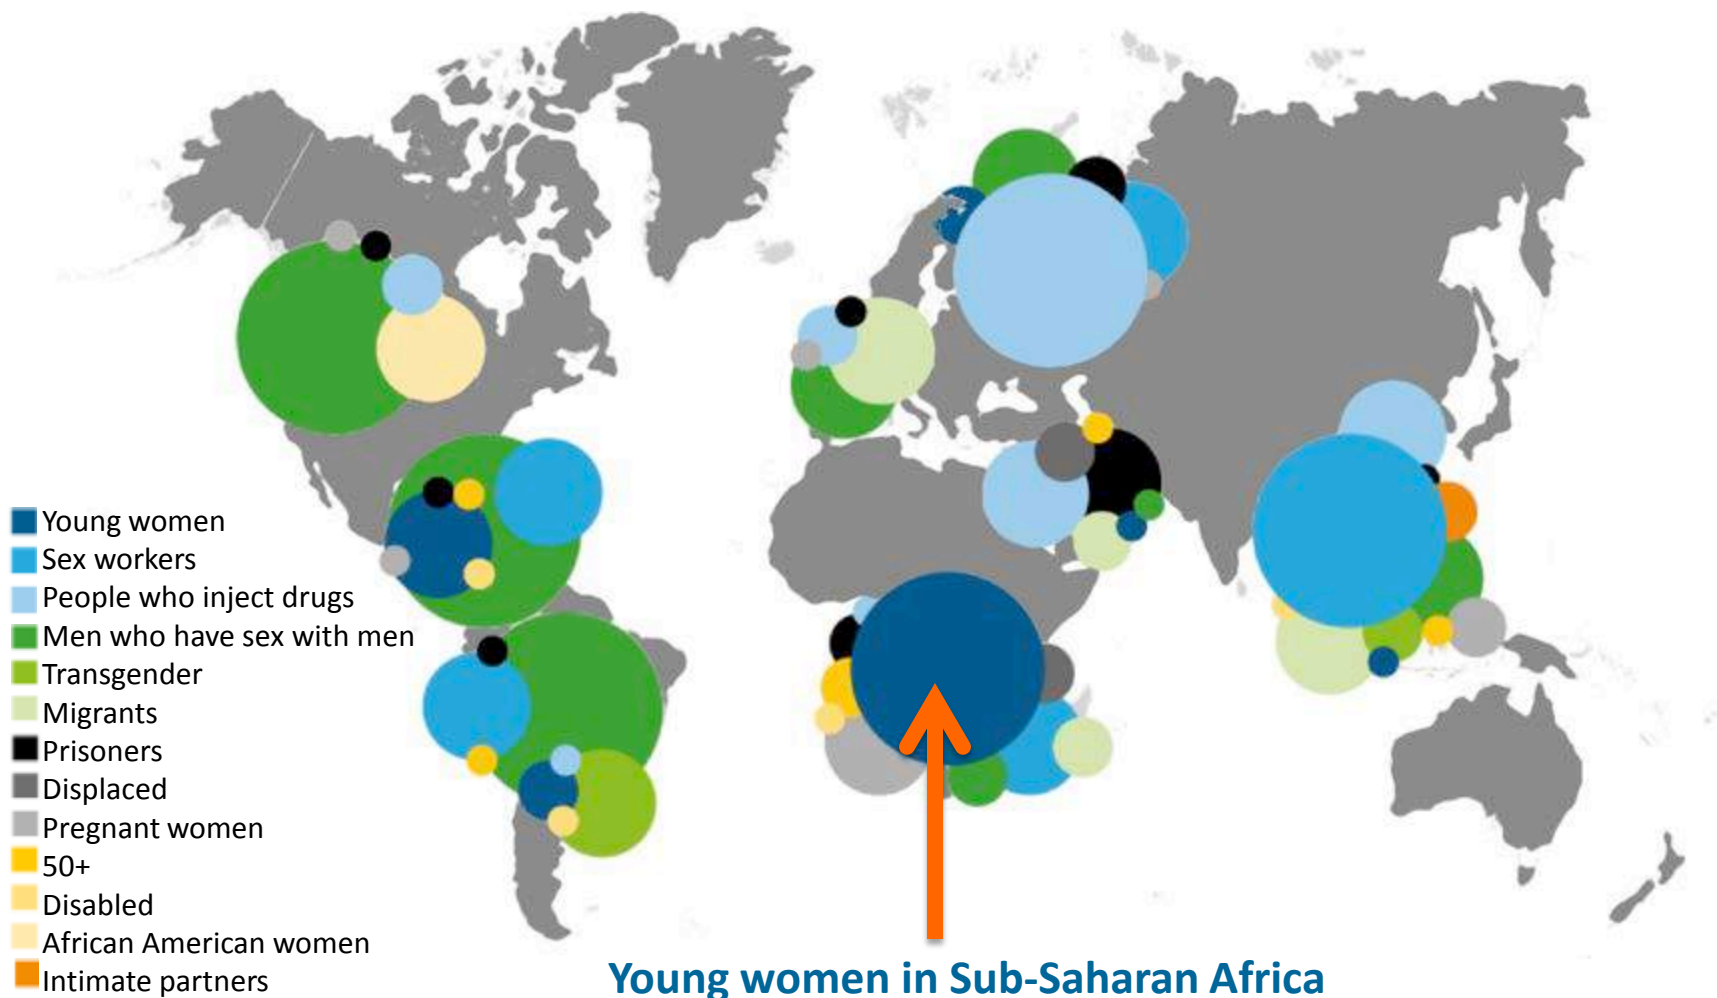 Young women
Sex workers
People who inject drugs
Men who have sex with men
Transgender
Migrants
Prisoners
Displaced
Pregnant women
50+
Disabled
African American women
Intimate partners
Young women in Sub-Saharan Africa